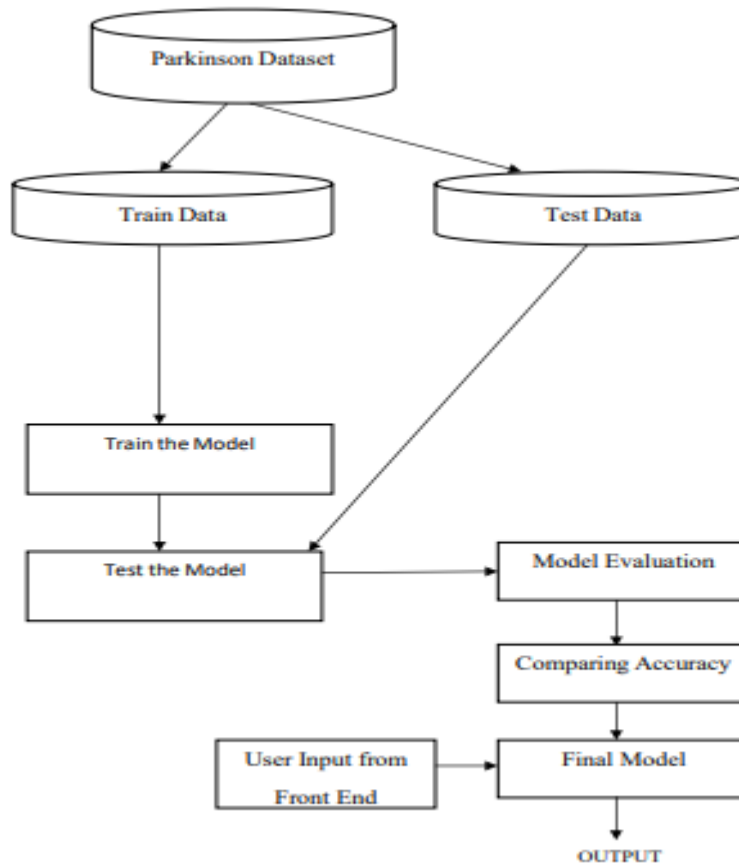 Parkinson Dataset
Train Data
Test Data
Train the Model
Test the Model
Model Evaluation
Comparing Accuracy
User Input from
Front End
Final Model
OUTPUT